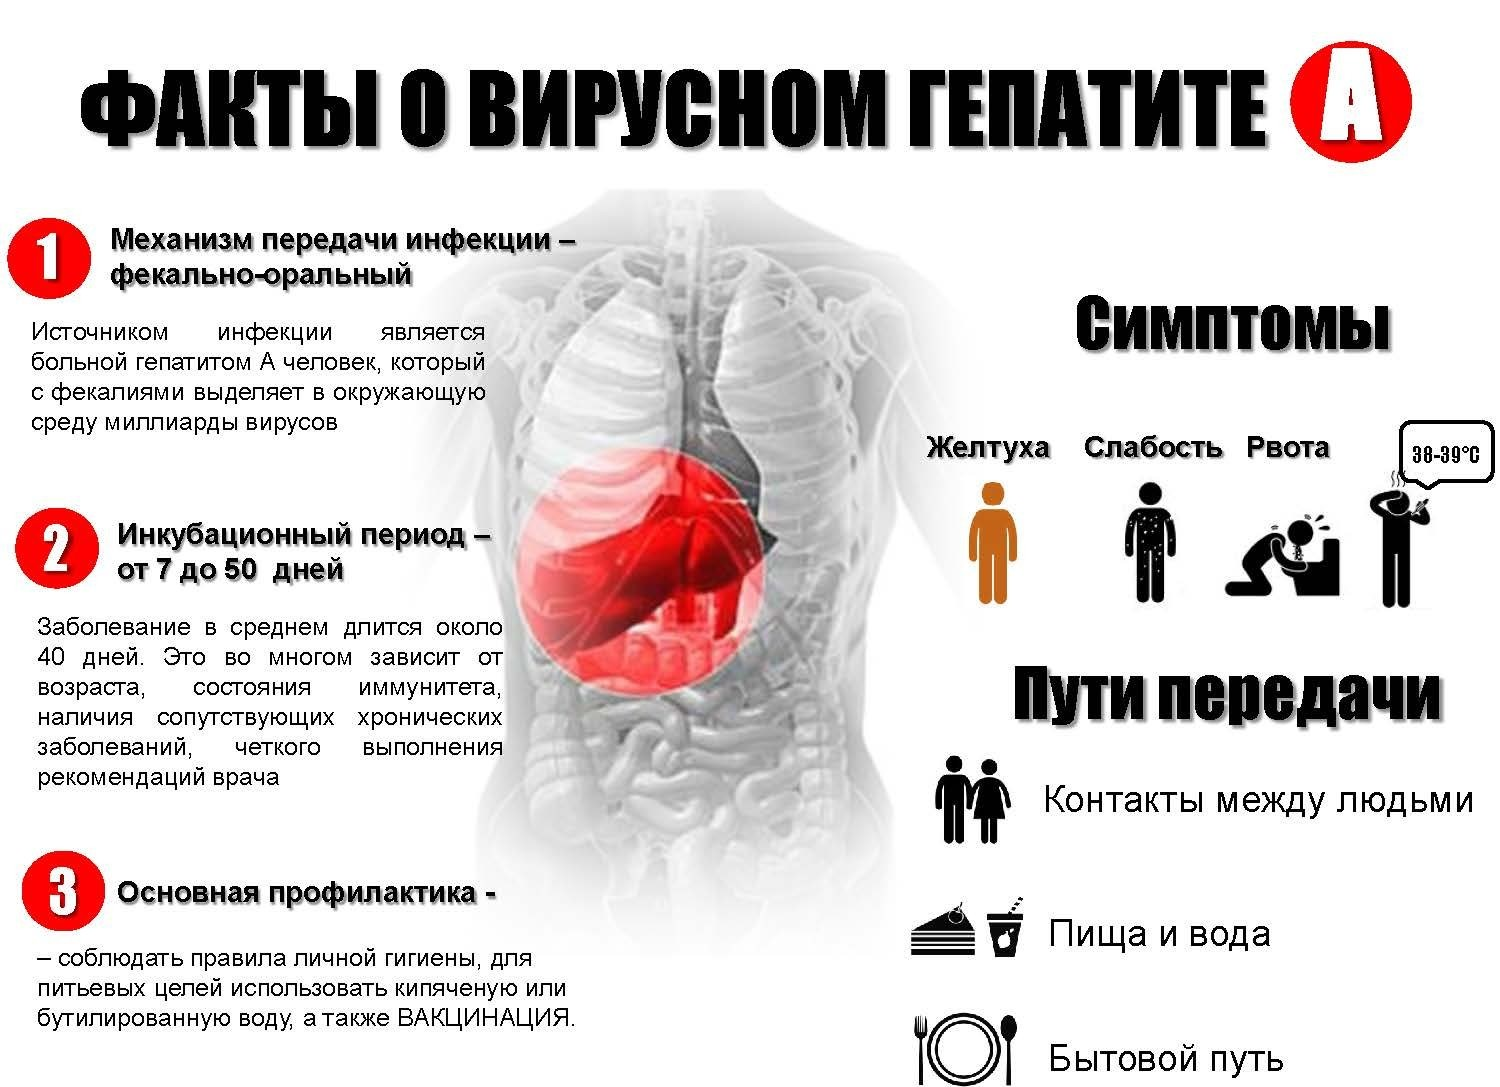 ФАКТЫ О ВИРУСНОМ ГЕПАТИТЕ А
1
Механизм передачи инфекции –
фекально-оральный
Источником инфекции является
больной гепатитом А человек, который
с фекалиями выделяет в окружающую
среду миллиарды вирусов
2
Инкубационный период –
от 7 до 50 дней
Заболевание в среднем длится около
40 дней. Это во многом зависит от
возраста, состояния иммунитета,
наличия сопутствующих хронических
заболеваний, четкого выполнения
рекомендаций врача
3
Основная профилактика -
– соблюдать правила личной гигиены, для
питьевых целей использовать кипяченую или
бутилированную воду, а также ВАКЦИНАЦИЯ.
Симптомы
Желтуха Слабость Рвота
38-39°C
Пути передачи
Контакты между людьми
Пища и вода
Бытовой путь